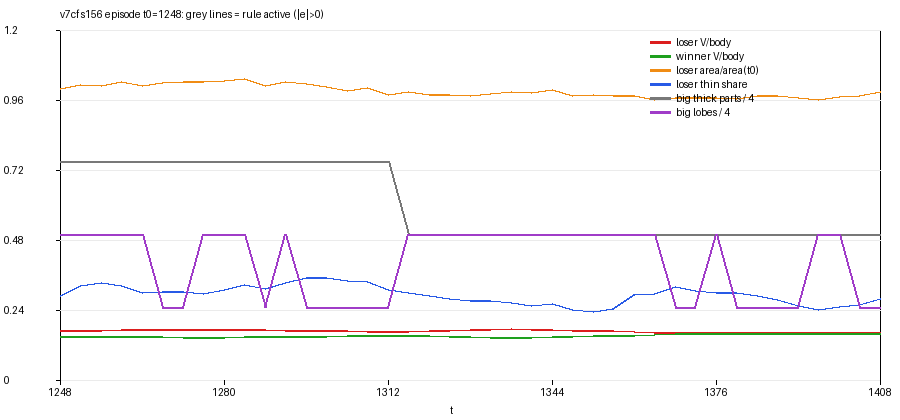 v7cf s156 episode t0=1248: grey lines = rule active (|e|>0)
1.2
loser V/body
winner V/body
loser area/area(t0)
loser thin share
0.96
big thick parts / 4
big lobes / 4
0.72
0.48
0.24
0
1248
1280
1312
1344
1376
1408
t